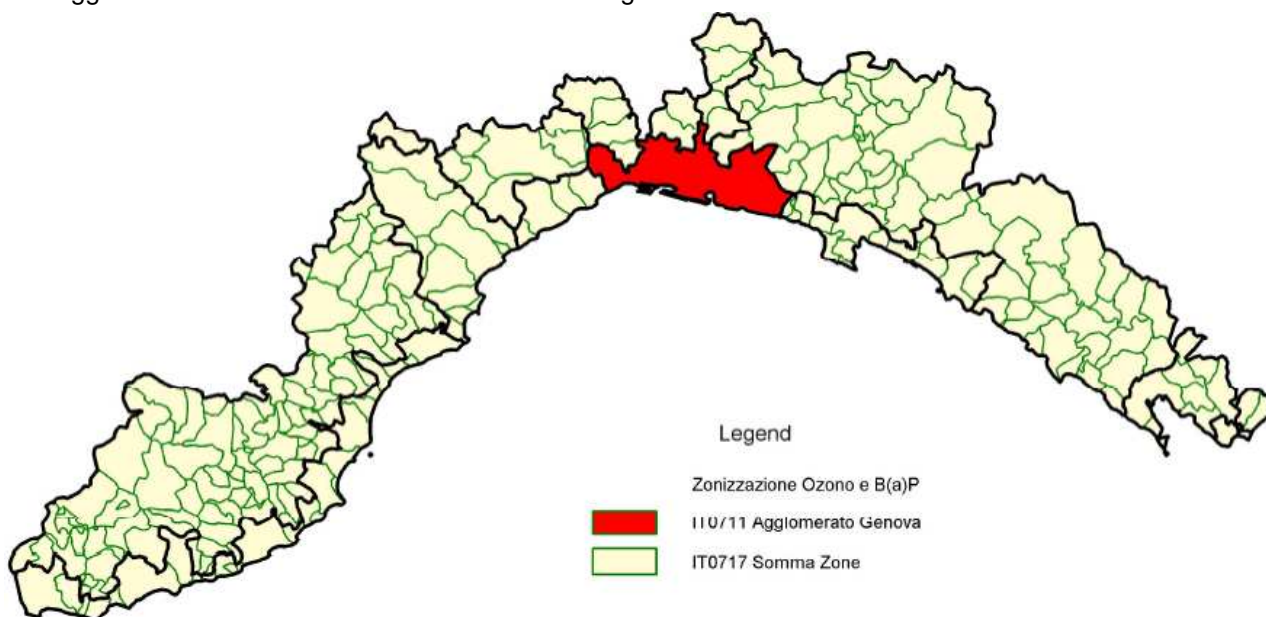 Legend
Zonizzazione Ozono e B(a)P
IT0711 Agglomerato Genova
IT0717 Somma Zone